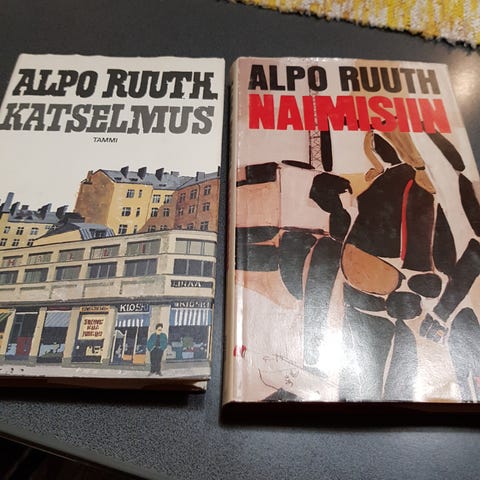 ALPO RUUTH
KATSELMUS
TAMMI
KIOSKI
ALPO RUUTH
NAIMISIIN